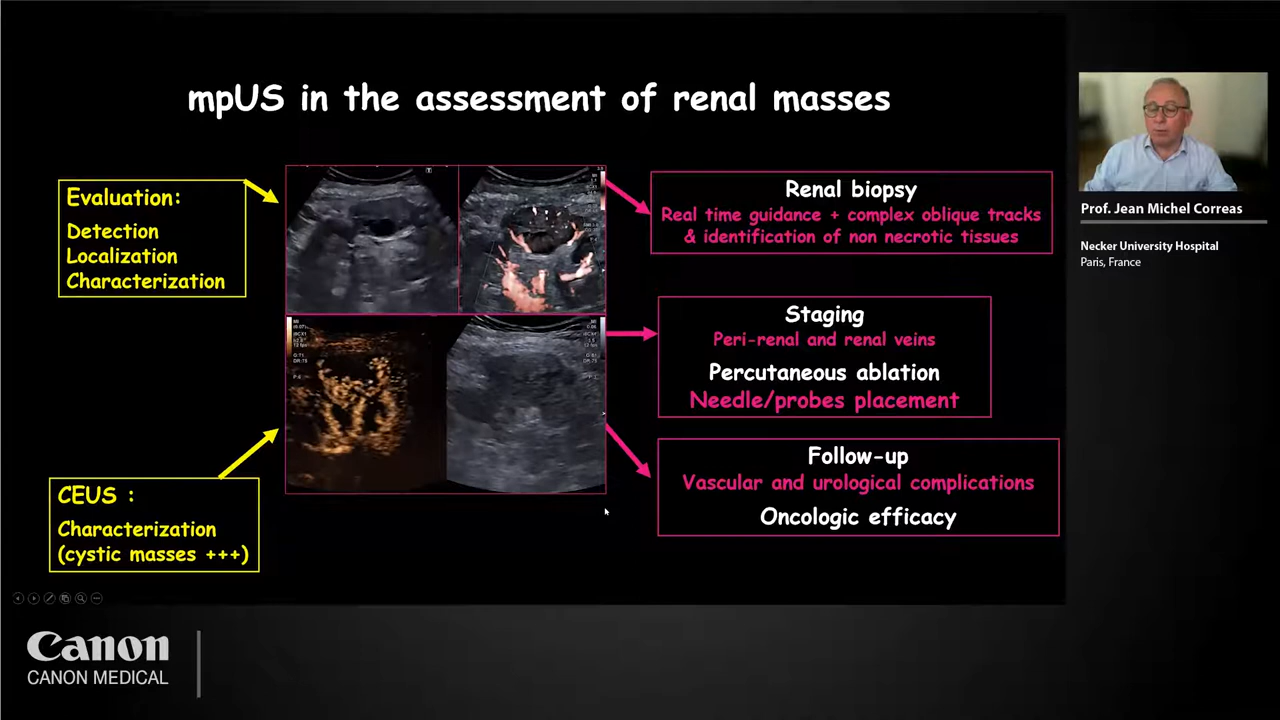 mpUS in the assessment of renal masses
Evaluation:
Detection
Localization
Characterization
CEUS :
Characterization
(cystic masses +++)
Renal biopsy
Real time guidance + complex oblique tracks
& identification of non necrotic tissues
Staging
Peri-renal and renal veins
Percutaneous ablation
Needle/probes placement
Follow-up
Vascular and urological complications
Oncologic efficacy
Prof. Jean Michel Correas
Necker University Hospital
Paris, France
Canon
CANON MEDICAL